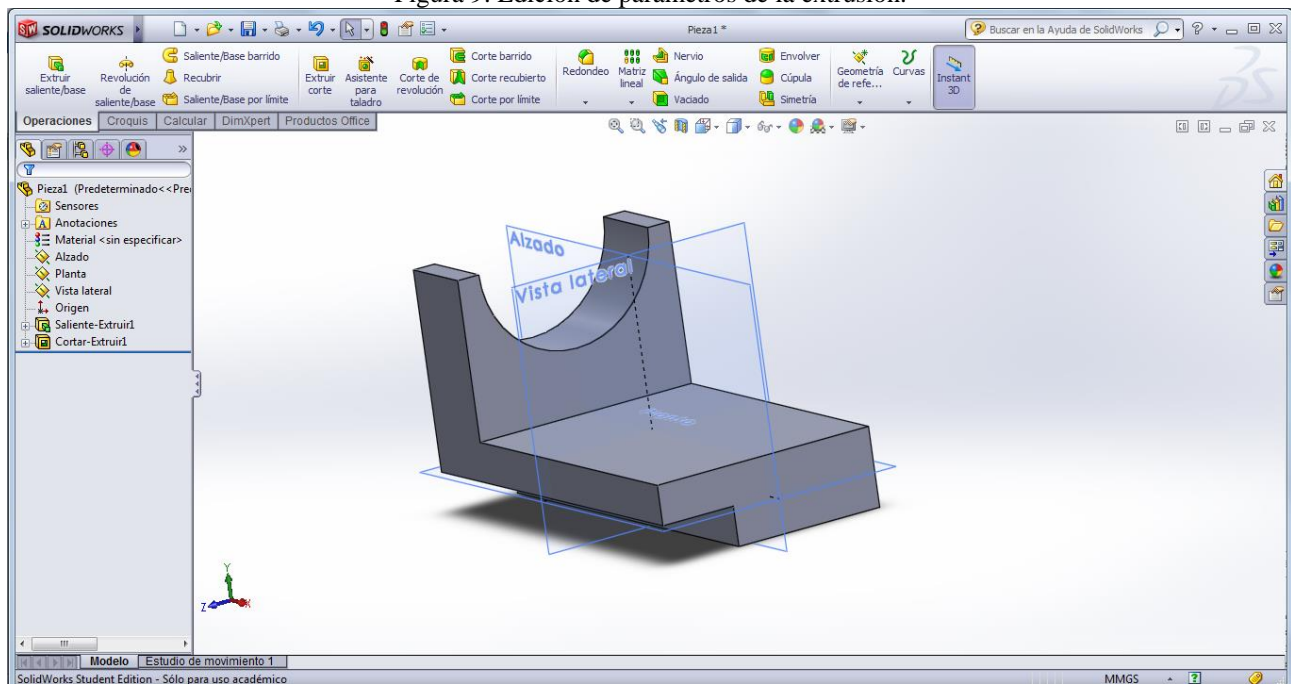 Figura 9. Edición de parámetros de la extrusión.
SOLIDWORKS
Pieza1 *
Buscar en la Ayuda de SolidWorks
Extruir saliente/base
Revolución de saliente/base
Saliente/Base barrido
Recubrir
Saliente/Base por límite
Extruir corte
Asistente para taladro
Corte de revolución
Corte barrido
Corte recubierto
Corte por límite
Redondeo
Matriz lineal
Nervio
Ángulo de salida
Vaciado
Envolver
Cúpula
Simetría
Geometría de refe...
Curvas
Instant 3D
Operaciones Croquis Calcular DimXpert Productos Office
Pieza1 (Predeterminado<<Pre
Sensores
Anotaciones
Material <sin especificar>
Alzado
Planta
Vista lateral
Origen
Saliente-Extruir1
Cortar-Extruir1
Alzado
Vista lateral
Planta
Y
Z X
Modelo Estudio de movimiento 1
SolidWorks Student Edition - Sólo para uso académico
MMGS